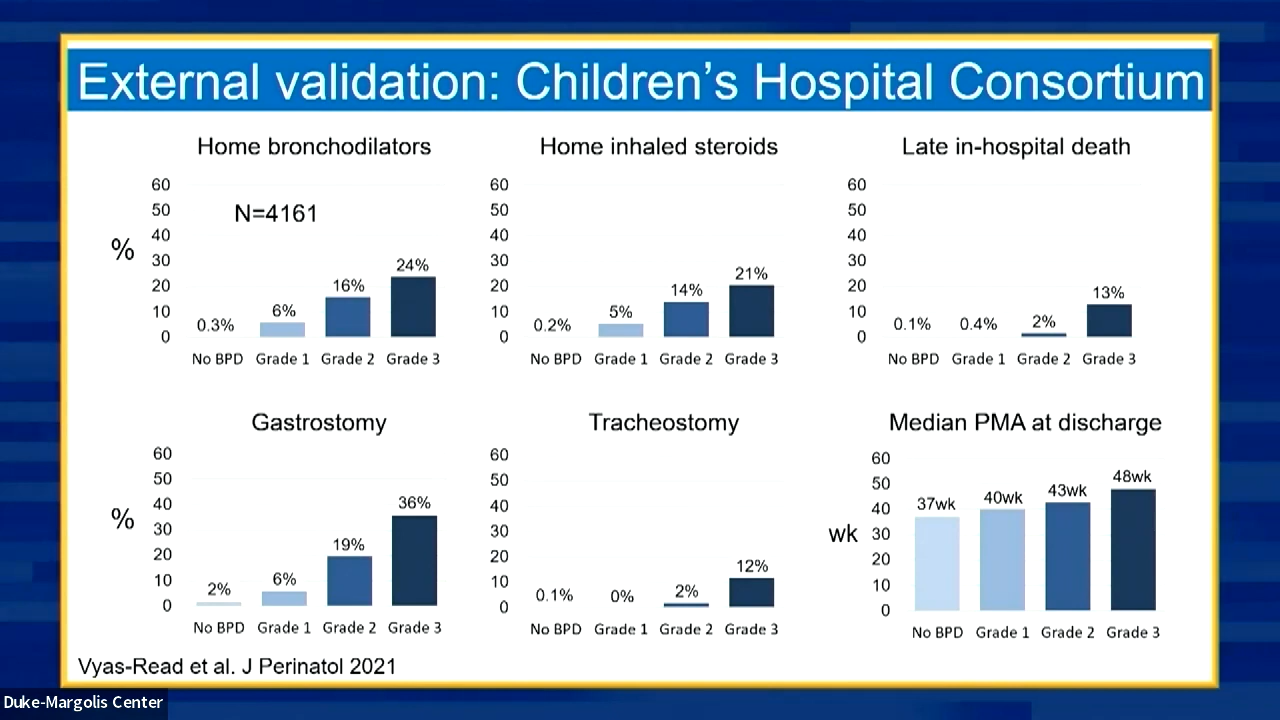 External validation: Children's Hospital Consortium
Home bronchodilators
60
50
40
30
20
10
0
%
N=4161
0.3%
6%
16%
24%
No BPD
Grade 1
Grade 2
Grade 3
Home inhaled steroids
60
50
40
30
20
10
0
0.2%
5%
14%
21%
No BPD
Grade 1
Grade 2
Grade 3
Late in-hospital death
60
50
40
30
20
10
0
0.1%
0.4%
2%
13%
No BPD
Grade 1
Grade 2
Grade 3
Gastrostomy
60
50
40
30
20
10
0
%
2%
6%
19%
36%
No BPD
Grade 1
Grade 2
Grade 3
Tracheostomy
60
50
40
30
20
10
0
0.1%
0%
2%
12%
No BPD
Grade 1
Grade 2
Grade 3
Median PMA at discharge
60
50
40
30
20
10
0
wk
37wk
40wk
43wk
48wk
No BPD
Grade 1
Grade 2
Grade 3
Vyas-Read et al. J Perinatol 2021
Duke-Margolis Center